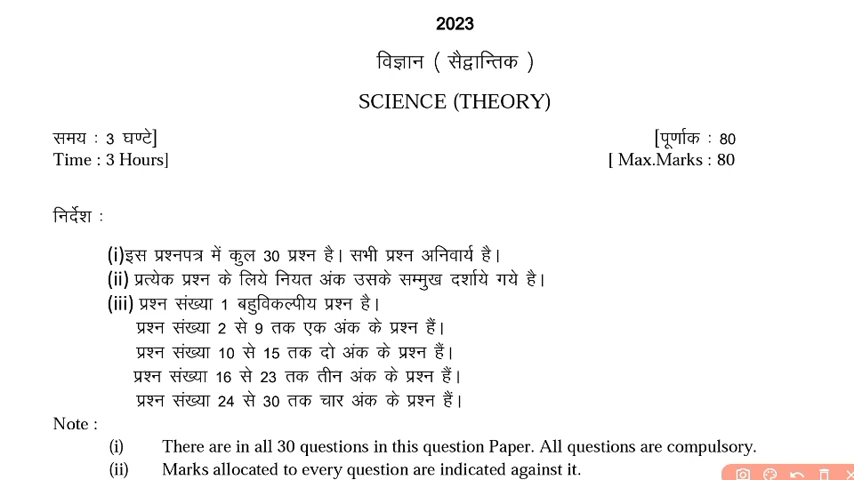 2023
विज्ञान ( सैद्वान्तिक )
SCIENCE (THEORY)
समय : 3 घण्टे] [पूर्णाक : 80
Time : 3 Hours] [ Max.Marks : 80
निर्देश :
(i)इस प्रश्नपत्र में कुल 30 प्रश्न है। सभी प्रश्न अनिवार्य है।
(ii) प्रत्येक प्रश्न के लिये नियत अंक उसके सम्मुख दर्शाये गये है।
(iii) प्रश्न संख्या 1 बहुविकल्पीय प्रश्न है।
प्रश्न संख्या 2 से 9 तक एक अंक के प्रश्न हैं।
प्रश्न संख्या 10 से 15 तक दो अंक के प्रश्न हैं।
प्रश्न संख्या 16 से 23 तक तीन अंक के प्रश्न हैं।
प्रश्न संख्या 24 से 30 तक चार अंक के प्रश्न हैं।
Note :
(i) There are in all 30 questions in this question Paper. All questions are compulsory.
(ii) Marks allocated to every question are indicated against it.